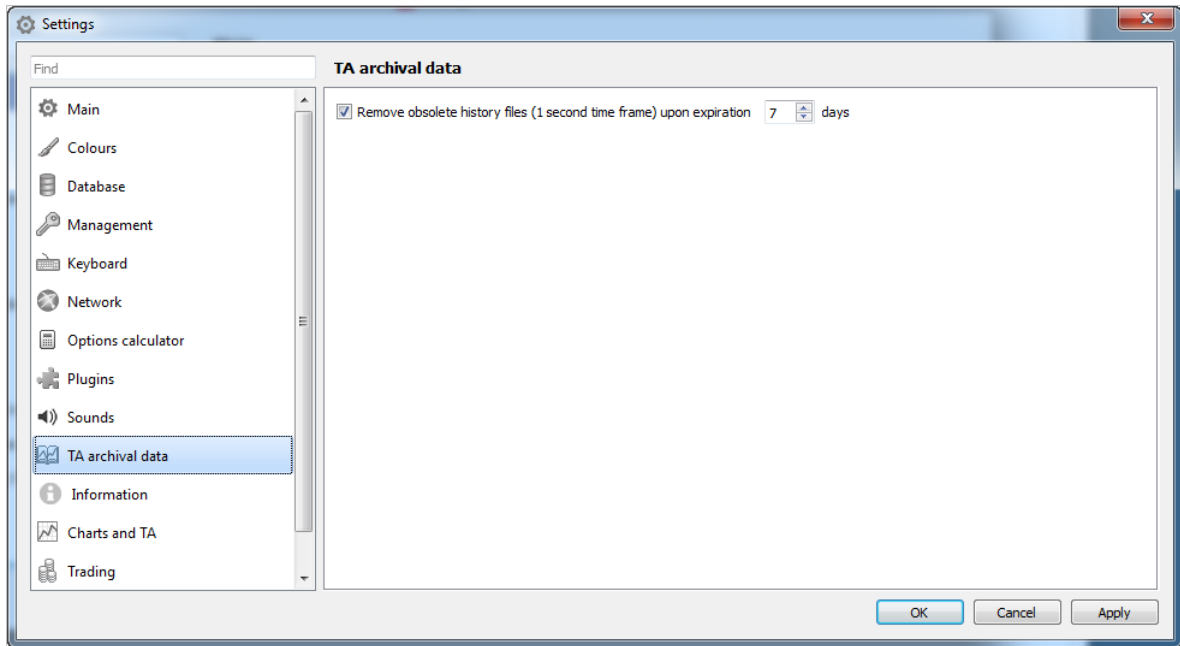 Settings
Find
Main
Colours
Database
Management
Keyboard
Network
Options calculator
Plugins
Sounds
TA archival data
Information
Charts and TA
Trading
TA archival data
Remove obsolete history files (1 second time frame) upon expiration 7 days
OK Cancel Apply